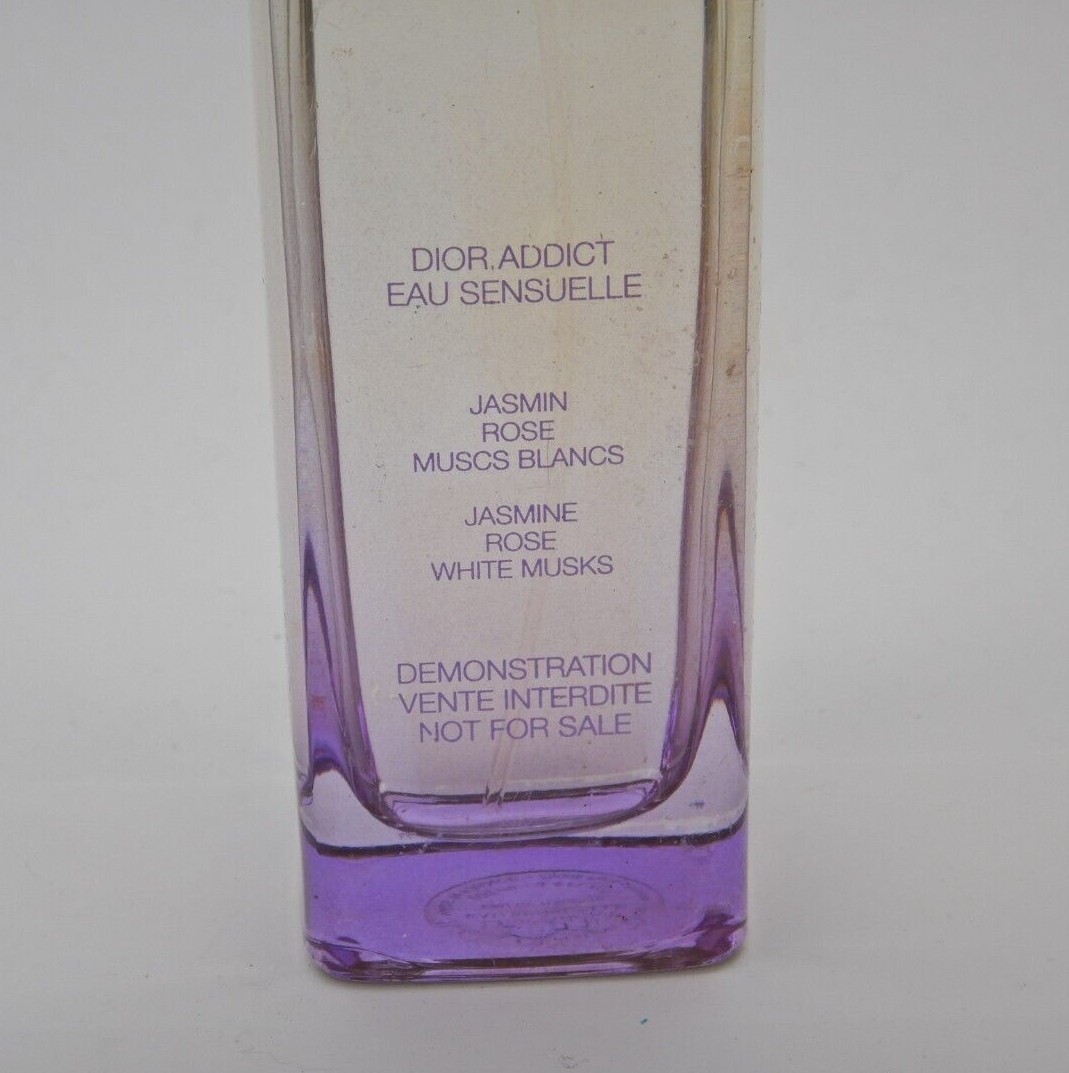 DIOR ADDICT
EAU SENSUELLE
JASMIN
ROSE
MUSCS BLANCS
JASMINE
ROSE
WHITE MUSKS
DEMONSTRATION
VENTE INTERDITE
NOT FOR SALE